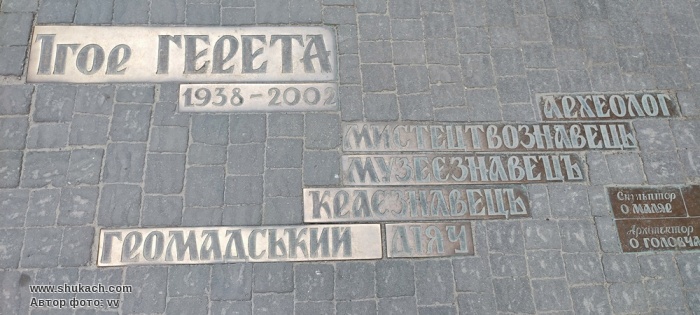 Ігор ГЕРЕТА
1938-2002
АРХЕОЛОГ
МИСТЕЦТВОЗНАВЕЦЬ
МУЗЕЄЗНАВЕЦЬ
КРАЄЗНАВЕЦЬ
ГРОМАДСЬКИЙ ДІЯЧ
Скульптор
О МАЛЯР
Архітектор
О ГОЛОВЧА
www.shukach.com
Автор фото: vv